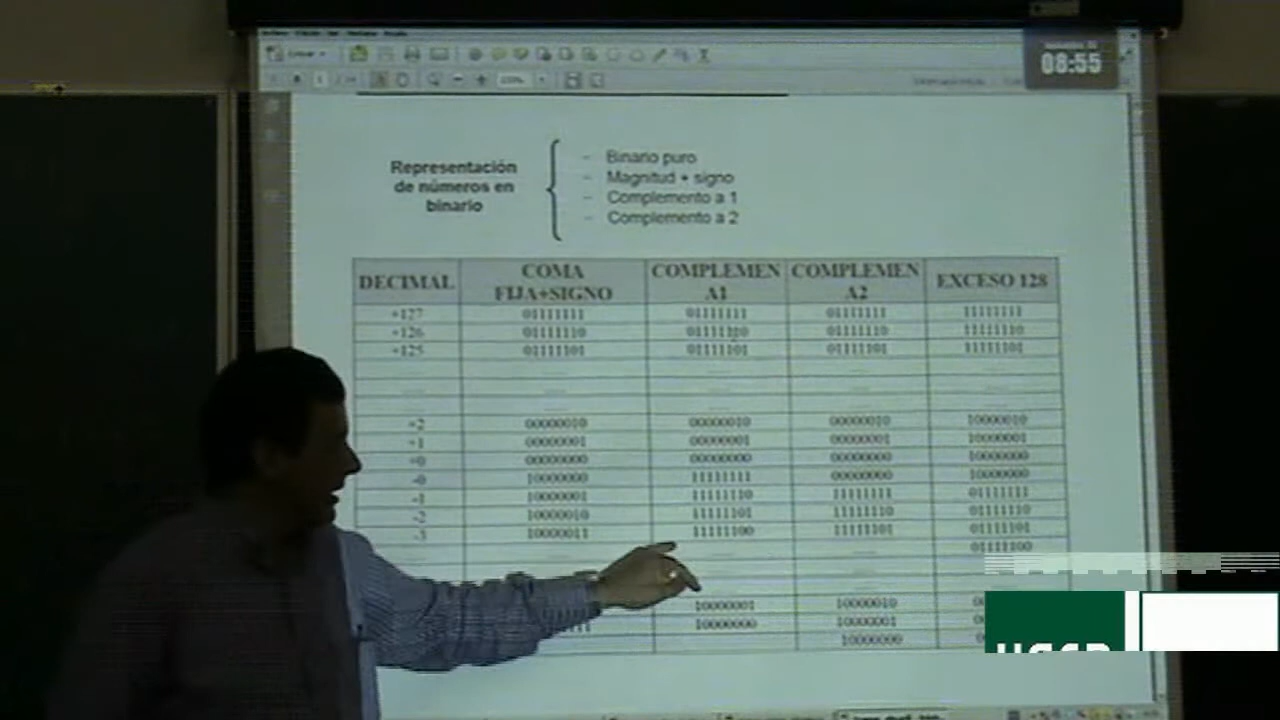 08:55
Representación
de números en
binario
- Binario puro
- Magnitud + signo
- Complemento a 1
- Complemento a 2
DECIMAL COMA FIJA+SIGNO COMPLEMEN A1 COMPLEMEN A2 EXCESO 128
+127 01111111 01111111 01111111 11111111
+126 01111110 01111110 01111110 11111110
+125 01111101 01111101 01111101 11111101
+2 00000010 00000010 00000010 10000010
+1 00000001 00000001 00000001 10000001
+0 00000000 00000000 00000000 10000000
-0 10000000 11111111 00000000 10000000
-1 10000001 11111110 11111111 01111111
-2 10000010 11111101 11111110 01111110
-3 10000011 11111100 11111101 01111101
01111100
10000001 10000010
10000000 10000001
10000000